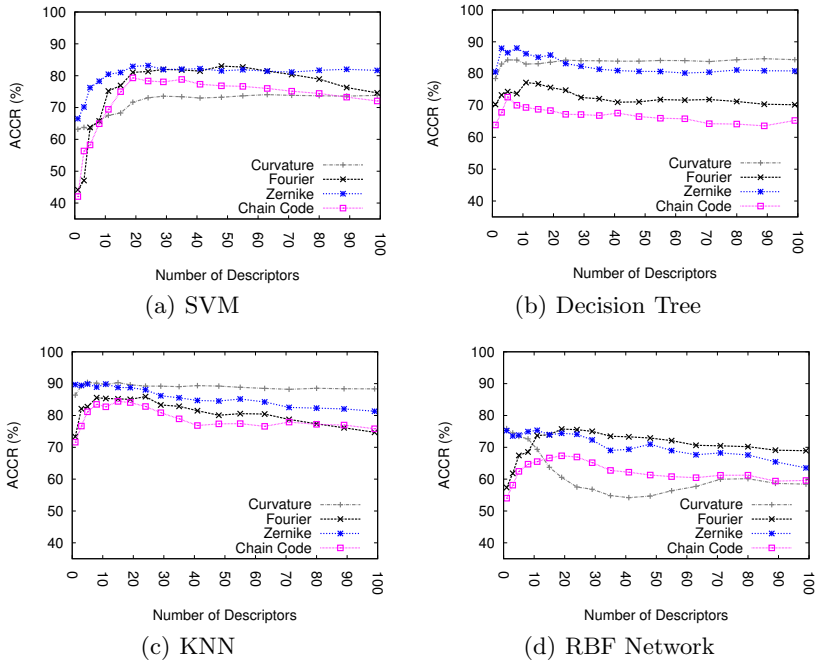 ACCR (%)
100
90
80
70
60
50
40
Curvature
Fourier
Zernike
Chain Code
0 10 20 30 40 50 60 70 80 90 100
Number of Descriptors
(a) SVM
ACCR (%)
100
90
80
70
60
50
40
Curvature
Fourier
Zernike
Chain Code
0 10 20 30 40 50 60 70 80 90 100
Number of Descriptors
(b) Decision Tree
ACCR (%)
100
90
80
70
60
50
40
Curvature
Fourier
Zernike
Chain Code
0 10 20 30 40 50 60 70 80 90 100
Number of Descriptors
(c) KNN
ACCR (%)
100
90
80
70
60
50
40
Curvature
Fourier
Zernike
Chain Code
0 10 20 30 40 50 60 70 80 90 100
Number of Descriptors
(d) RBF Network